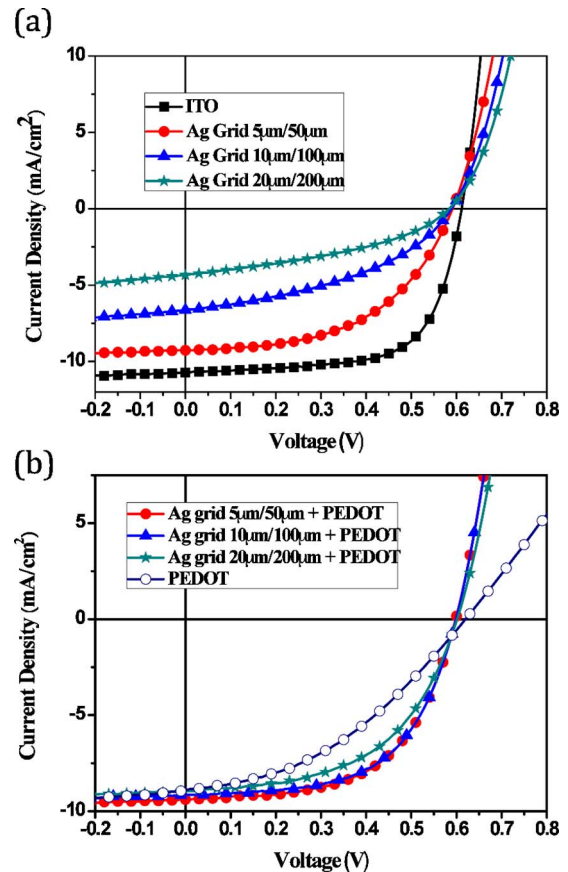 (a)
10
5
0
-5
-10
Current Density (mA/cm²)
ITO
Ag Grid 5μm/50μm
Ag Grid 10μm/100μm
Ag Grid 20μm/200μm
-0.2 -0.1 0.0 0.1 0.2 0.3 0.4 0.5 0.6 0.7 0.8
Voltage (V)
(b)
5
0
-5
-10
Current Density (mA/cm²)
Ag grid 5μm/50μm + PEDOT
Ag grid 10μm/100μm + PEDOT
Ag grid 20μm/200μm + PEDOT
PEDOT
-0.2 -0.1 0.0 0.1 0.2 0.3 0.4 0.5 0.6 0.7 0.8
Voltage (V)